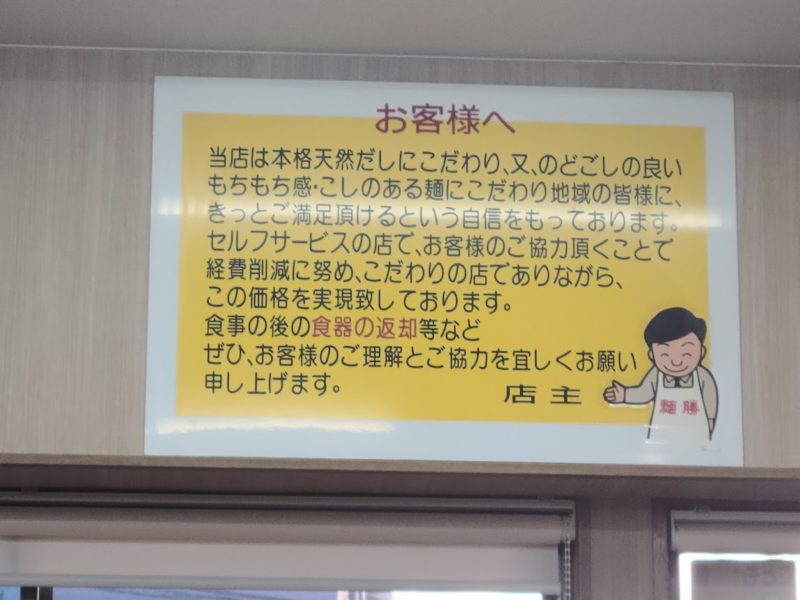 お客様へ
当店は本格天然だしにこだわり、又、のどごしの良い
もちもち感・こしのある麺にこだわり地域の皆様に、
きっとご満足頂けるという自信をもっております。
セルフサービスの店で、お客様のご協力頂くことで
経費削減に努め、こだわりの店でありながら、
この価格を実現致しております。
食事の後の食器の返却等など
ぜひ、お客様のご理解とご協力を宜しくお願い
申し上げます。
店主
麺勝